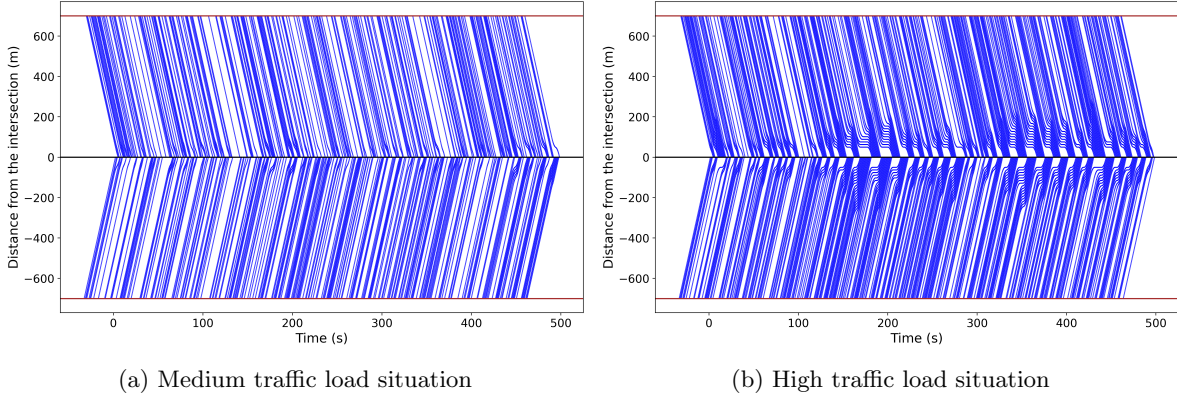 600
400
200
0
−200
−400
−600
Distance from the intersection (m)
0 100 200 300 400 500
Time (s)
(a) Medium traffic load situation
600
400
200
0
−200
−400
−600
Distance from the intersection (m)
0 100 200 300 400 500
Time (s)
(b) High traffic load situation